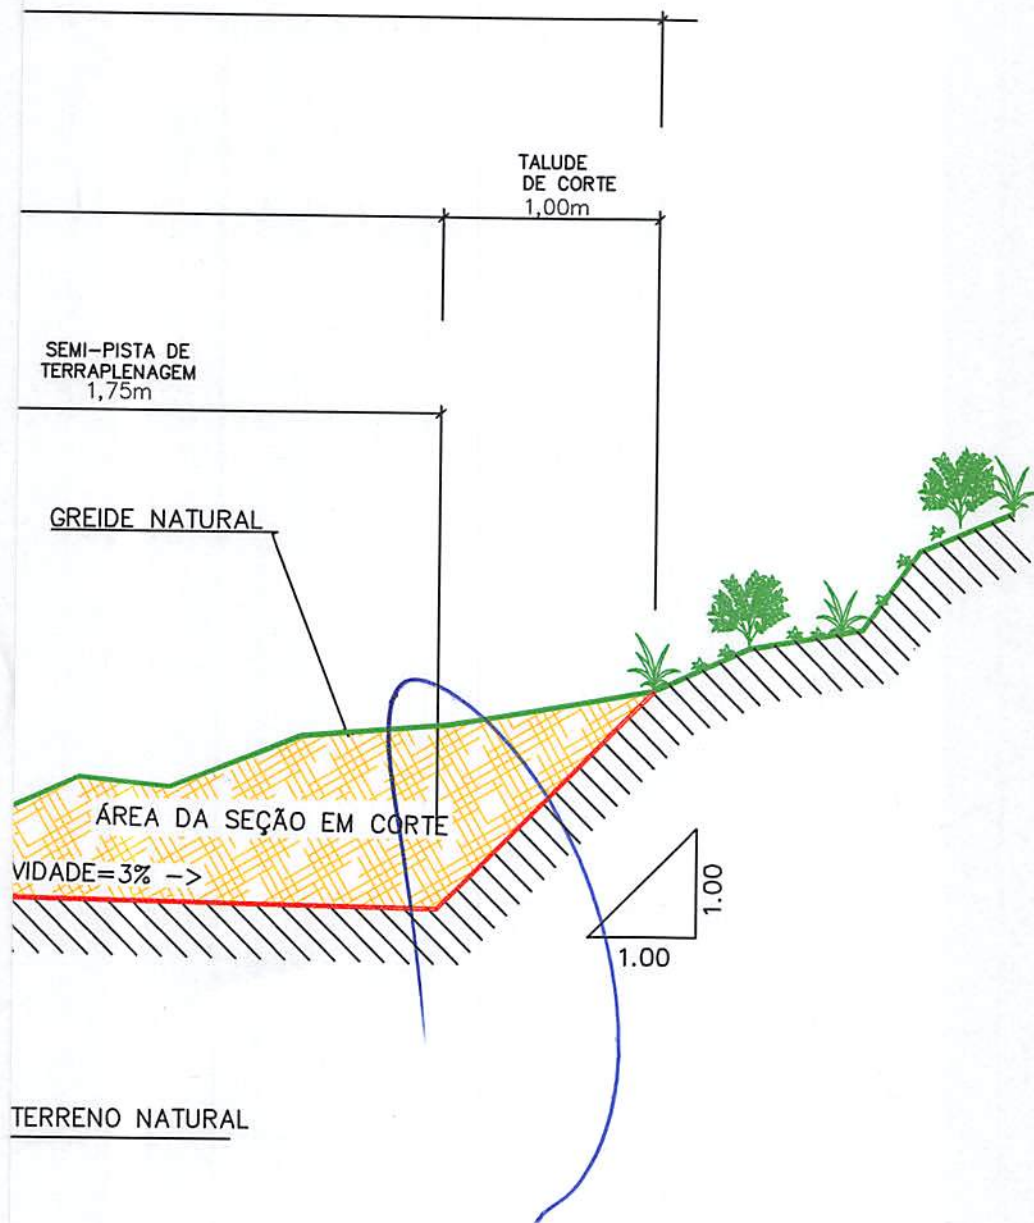 TALUDE
DE CORTE
1,00m
SEMI-PISTA DE
TERRAPLENAGEM
1,75m
GREIDE NATURAL
ÁREA DA SEÇÃO EM CORTE
VIDADE=3% ->
1.00
1.00
TERRENO NATURAL